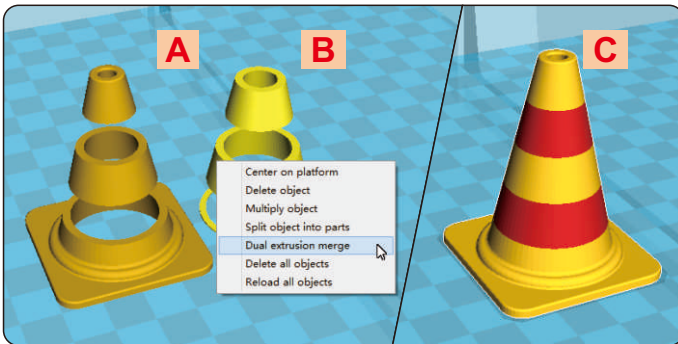 A
B
C
Center on platform
Delete object
Multiply object
Split object into parts
Dual extrusion merge
Delete all objects
Reload all objects